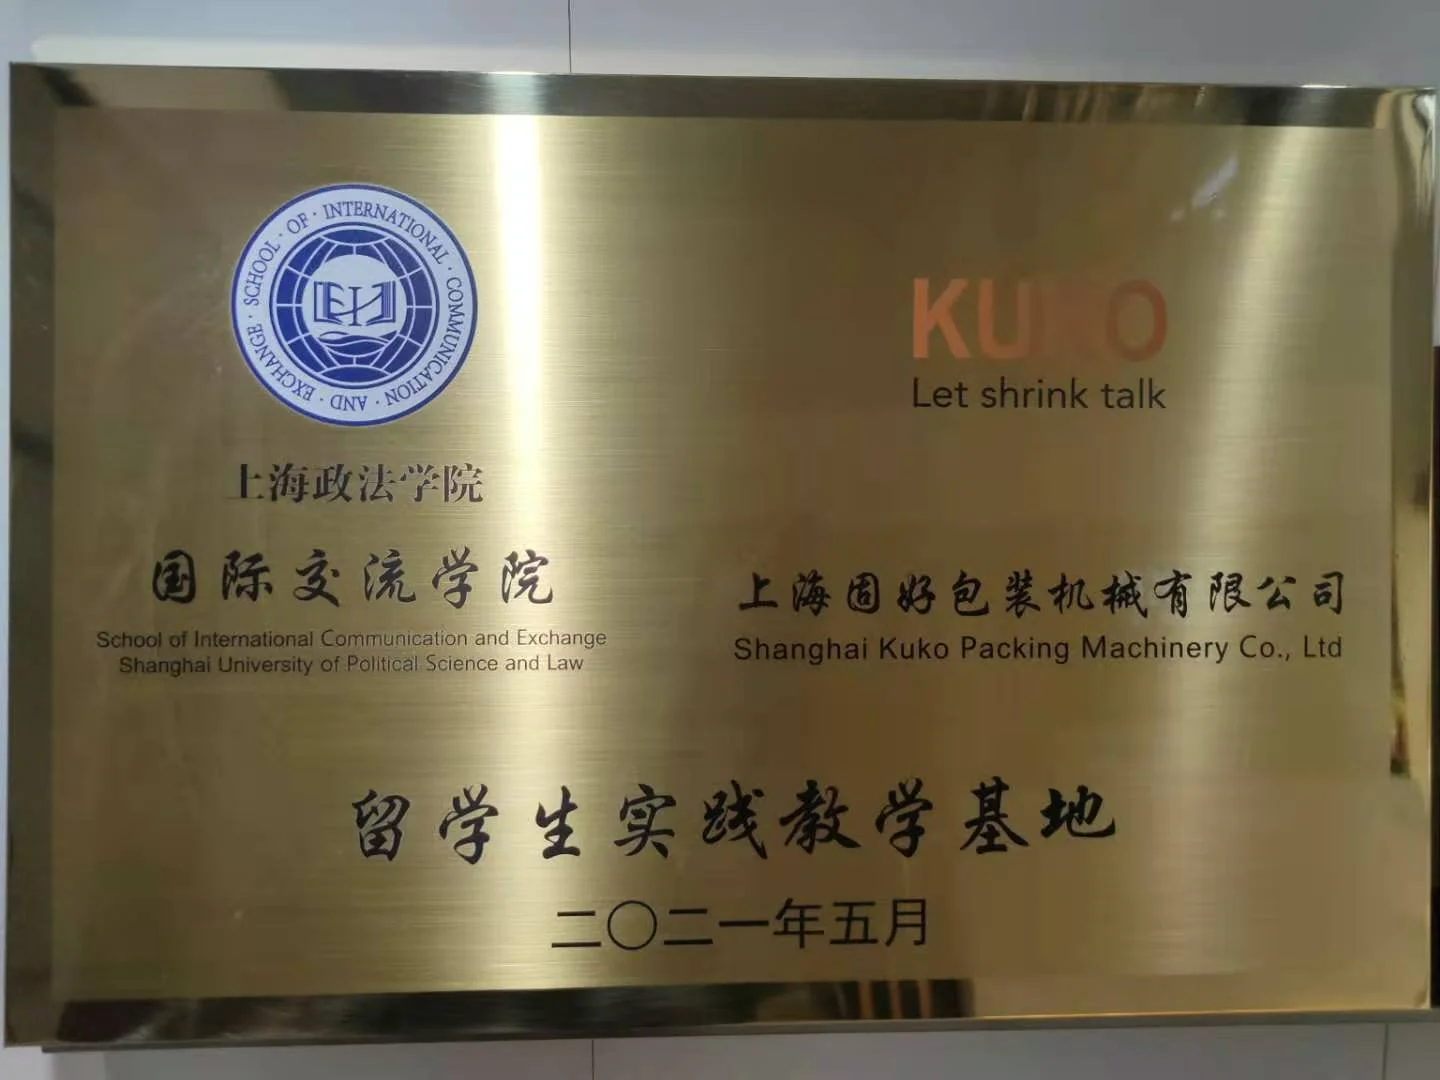 SCHOOL · OF · INTERNATIONAL · COMMUNICATION · AND · EXCHANGE ·
上海政法学院
国际交流学院
School of International Communication and Exchange
Shanghai University of Political Science and Law
KUKO
Let shrink talk
上海固好包装机械有限公司
Shanghai Kuko Packing Machinery Co., Ltd
留学生实践教学基地
二〇二一年五月